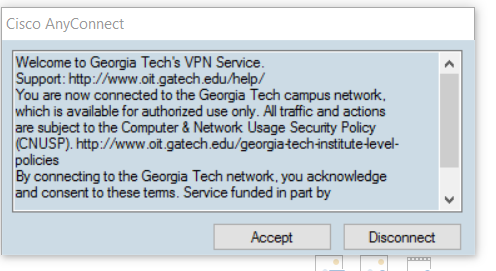 Cisco AnyConnect
Welcome to Georgia Tech's VPN Service.
Support: http://www.oit.gatech.edu/help/
You are now connected to the Georgia Tech campus network,
which is available for authorized use only. All traffic and actions
are subject to the Computer & Network Usage Security Policy
(CNUSP). http://www.oit.gatech.edu/georgia-tech-institute-level-
policies
By connecting to the Georgia Tech network, you acknowledge
and consent to these terms. Service funded in part by
Accept
Disconnect